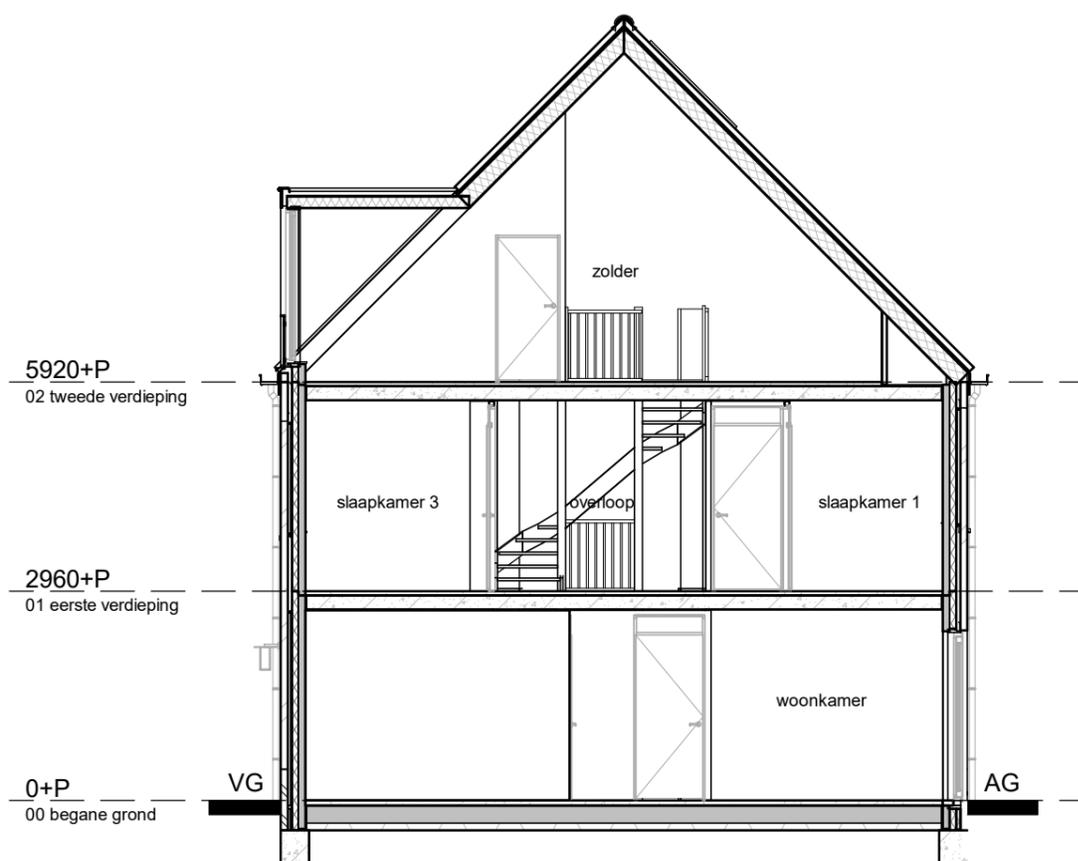 zolder
5920+P
02 tweede verdieping
slaapkamer 3
overloop
slaapkamer 1
2960+P
01 eerste verdieping
woonkamer
0+P
VG
AG
00 begane grond